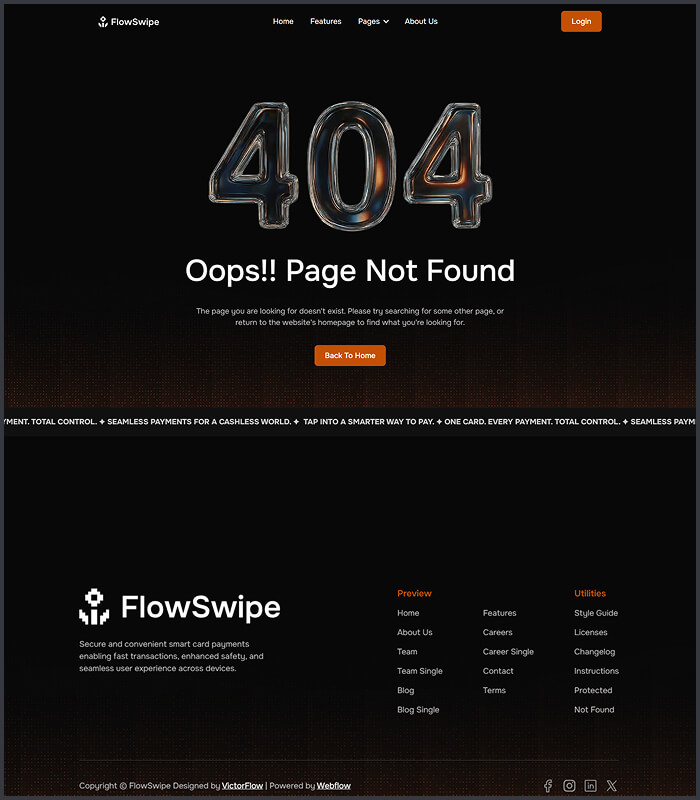 FlowSwipe
Home Features Pages About Us
Login
404
Oops!! Page Not Found
The page you are looking for doesn't exist. Please try searching for some other page, or
return to the website's homepage to find what you're looking for.
Back To Home
YMENT. TOTAL CONTROL. ✦ SEAMLESS PAYMENTS FOR A CASHLESS WORLD. ✦ TAP INTO A SMARTER WAY TO PAY. ✦ ONE CARD. EVERY PAYMENT. TOTAL CONTROL. ✦ SEAMLESS PAYM
FlowSwipe
Secure and convenient smart card payments
enabling fast transactions, enhanced safety, and
seamless user experience across devices.
Preview
Home
About Us
Team
Team Single
Blog
Blog Single
Features
Careers
Career Single
Contact
Terms
Utilities
Style Guide
Licenses
Changelog
Instructions
Protected
Not Found
Copyright © FlowSwipe Designed by VictorFlow | Powered by Webflow